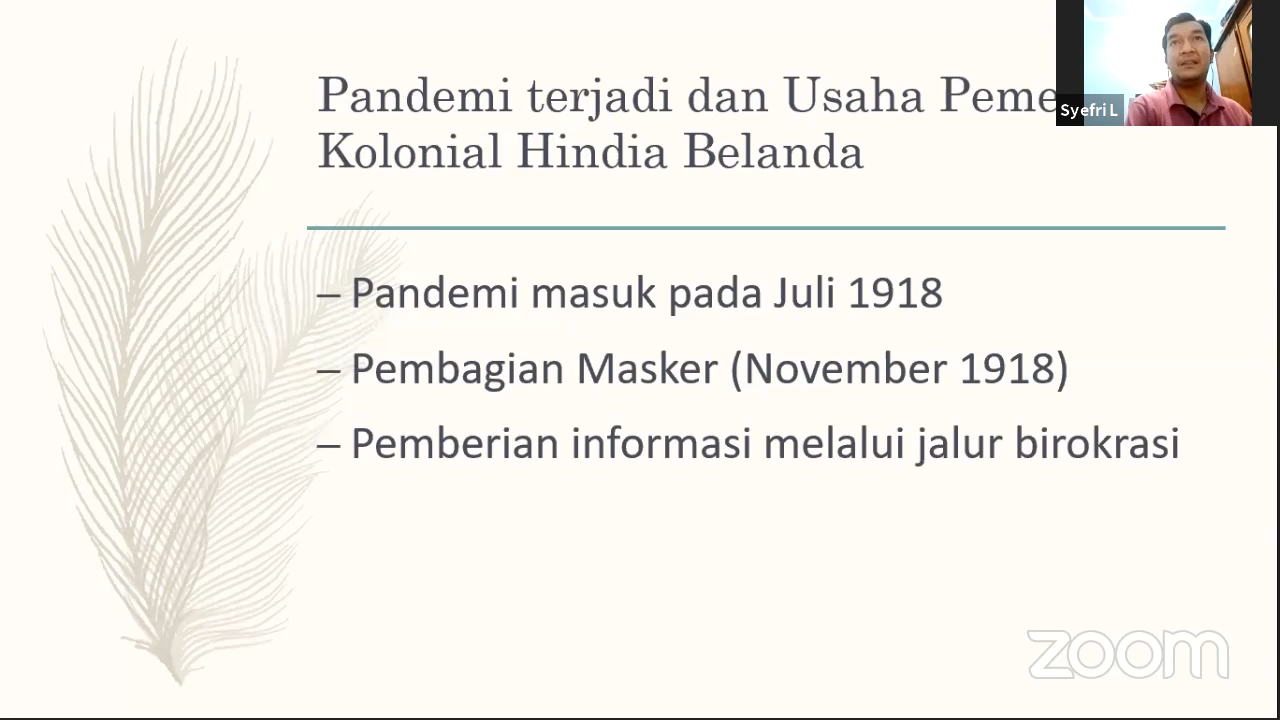 Pandemi terjadi dan Usaha Peme
Kolonial Hindia Belanda
Syefri L
– Pandemi masuk pada Juli 1918
– Pembagian Masker (November 1918)
– Pemberian informasi melalui jalur birokrasi
zoom